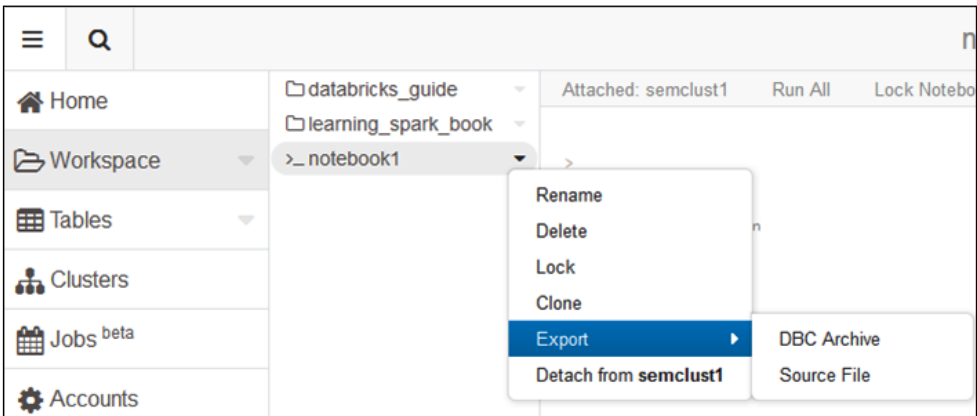 n
Home
Workspace
Tables
Clusters
Jobs beta
Accounts
databricks_guide
learning_spark_book
>_ notebook1
Attached: semclust1 Run All Lock Notebo
>
n
Rename
Delete
Lock
Clone
Export
Detach from semclust1
DBC Archive
Source File